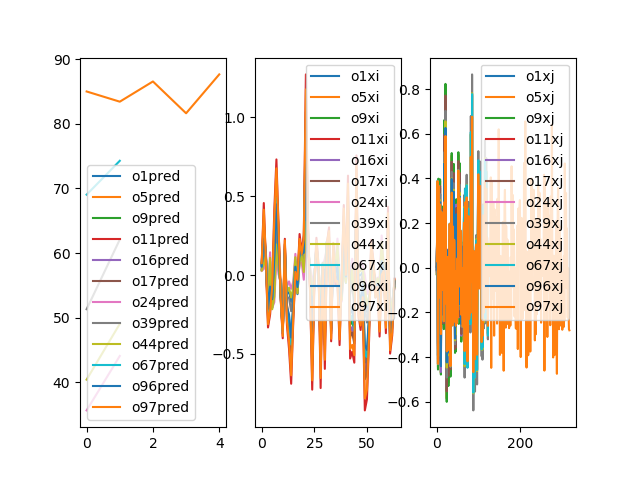 90
80
70
60
50
40
0
2
4
o1pred
o5pred
o9pred
o11pred
o16pred
o17pred
o24pred
o39pred
o44pred
o67pred
o96pred
o97pred
1.0
0.5
0.0
−0.5
0
25
50
o1xi
o5xi
o9xi
o11xi
o16xi
o17xi
o24xi
o39xi
o44xi
o67xi
o96xi
o97xi
0.8
0.6
0.4
0.2
0.0
−0.2
−0.4
−0.6
0
200
o1xj
o5xj
o9xj
o11xj
o16xj
o17xj
o24xj
o39xj
o44xj
o67xj
o96xj
o97xj